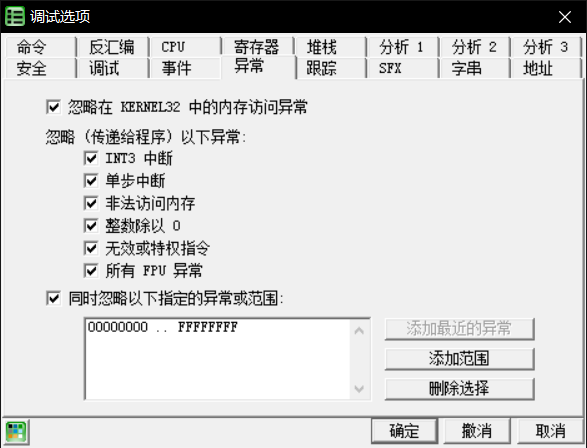 调试选项
命令 反汇编 CPU 寄存器 堆栈 分析 1 分析 2 分析 3
安全 调试 事件 异常 跟踪 SFX 字串 地址
忽略在 KERNEL32 中的内存访问异常
忽略 (传递给程序) 以下异常:
INT3 中断
单步中断
非法访问内存
整数除以 0
无效或特权指令
所有 FPU 异常
同时忽略以下指定的异常或范围:
00000000 .. FFFFFFFF
添加最近的异常
添加范围
删除选择
确定 撤消 取消